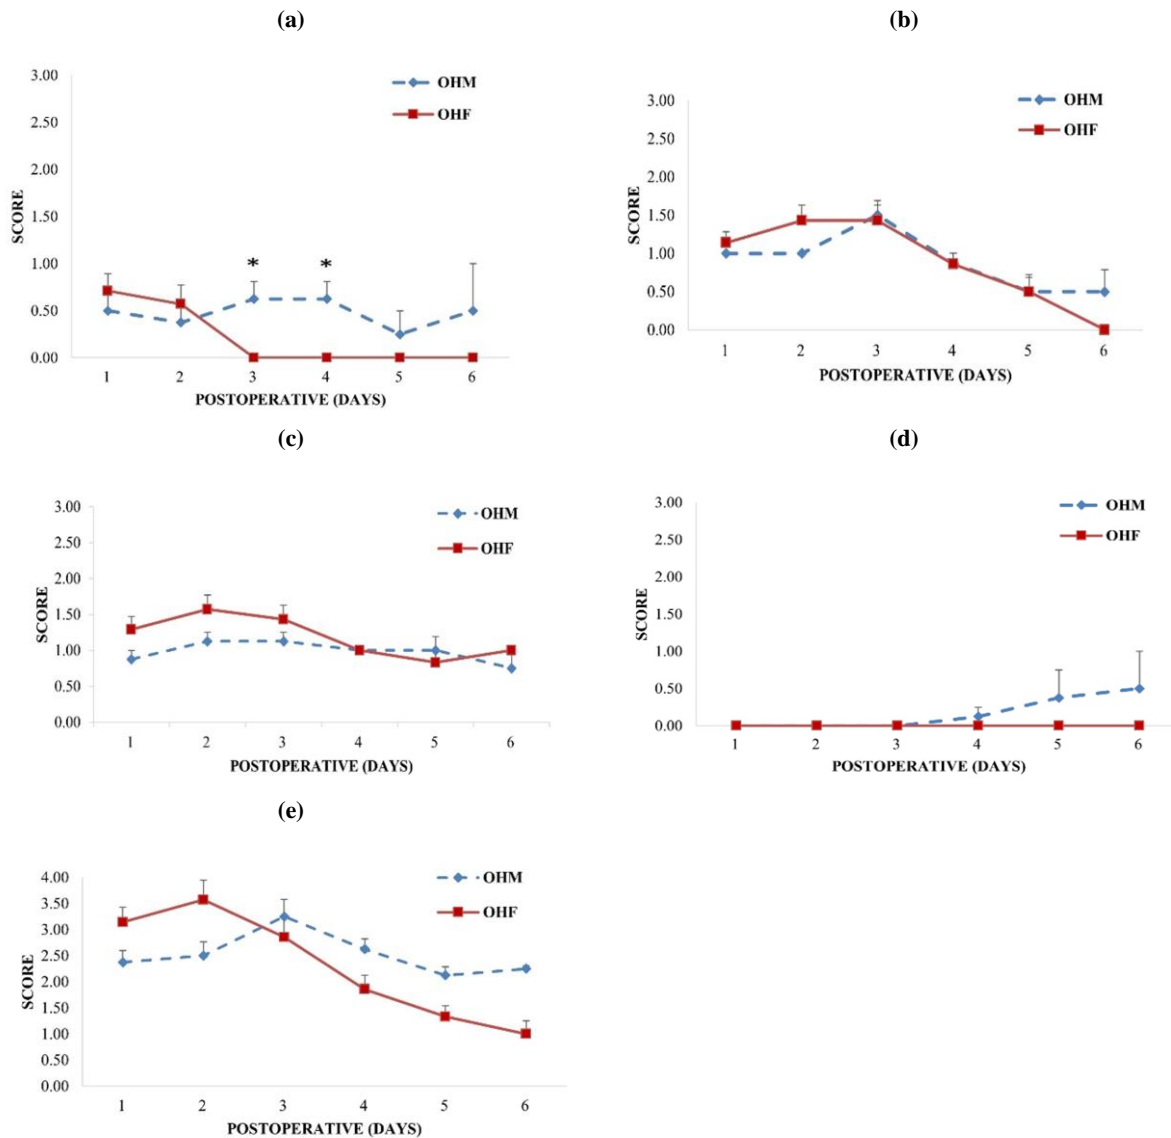 (a)
3.00
2.50
2.00
1.50
1.00
0.50
0.00
SCORE
OHM
OHF
*
*
1 2 3 4 5 6
POSTOPERATIVE (DAYS)
(b)
3.00
2.50
2.00
1.50
1.00
0.50
0.00
SCORE
OHM
OHF
1 2 3 4 5 6
POSTOPERATIVE (DAYS)
(c)
3.00
2.50
2.00
1.50
1.00
0.50
0.00
SCORE
OHM
OHF
1 2 3 4 5 6
POSTOPERATIVE (DAYS)
(d)
3.00
2.50
2.00
1.50
1.00
0.50
0.00
SCORE
OHM
OHF
1 2 3 4 5 6
POSTOPERATIVE (DAYS)
(e)
4.00
3.50
3.00
2.50
2.00
1.50
1.00
0.50
0.00
SCORE
OHM
OHF
1 2 3 4 5 6
POSTOPERATIVE (DAYS)